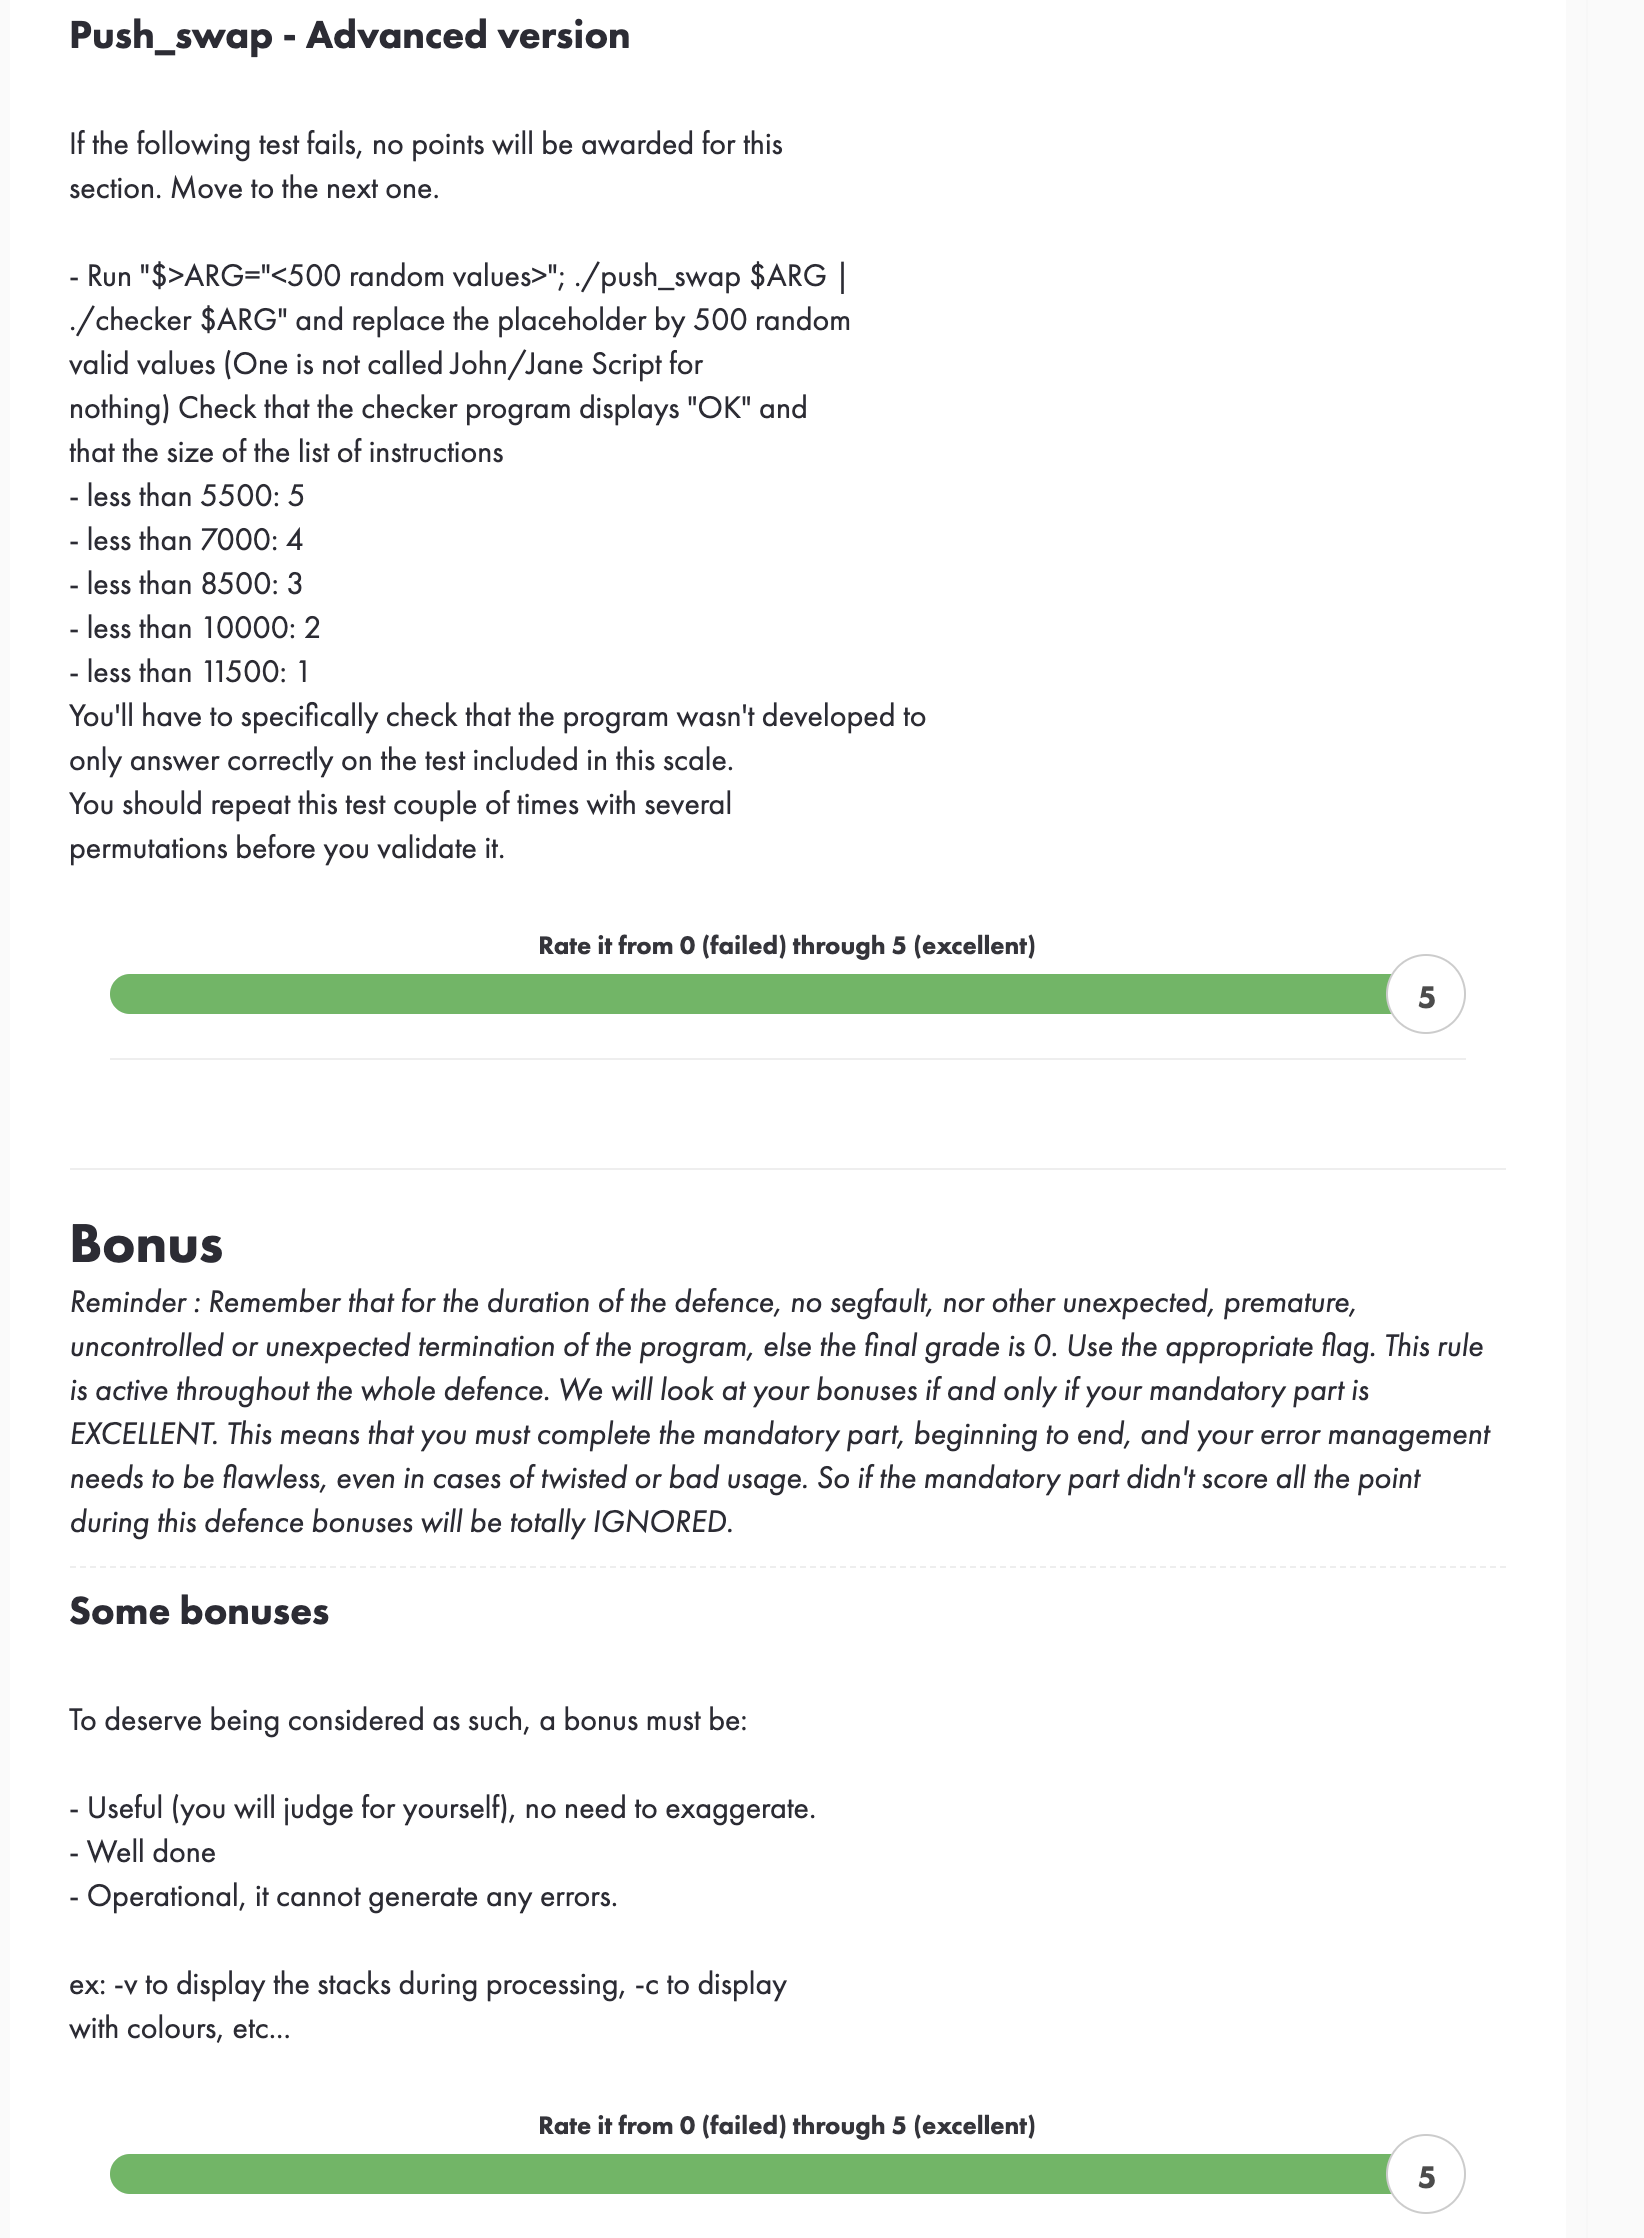 Push_swap - Advanced version
If the following test fails, no points will be awarded for this
section. Move to the next one.
- Run "$>ARG="<500 random values>"; ./push_swap $ARG |
./checker $ARG" and replace the placeholder by 500 random
valid values (One is not called John/Jane Script for
nothing) Check that the checker program displays "OK" and
that the size of the list of instructions
- less than 5500: 5
- less than 7000: 4
- less than 8500: 3
- less than 10000: 2
- less than 11500: 1
You'll have to specifically check that the program wasn't developed to
only answer correctly on the test included in this scale.
You should repeat this test couple of times with several
permutations before you validate it.
Rate it from 0 (failed) through 5 (excellent)
5
Bonus
Reminder : Remember that for the duration of the defence, no segfault, nor other unexpected, premature,
uncontrolled or unexpected termination of the program, else the final grade is 0. Use the appropriate flag. This rule
is active throughout the whole defence. We will look at your bonuses if and only if your mandatory part is
EXCELLENT. This means that you must complete the mandatory part, beginning to end, and your error management
needs to be flawless, even in cases of twisted or bad usage. So if the mandatory part didn't score all the point
during this defence bonuses will be totally IGNORED.
Some bonuses
To deserve being considered as such, a bonus must be:
- Useful (you will judge for yourself), no need to exaggerate.
- Well done
- Operational, it cannot generate any errors.
ex: -v to display the stacks during processing, -c to display
with colours, etc...
Rate it from 0 (failed) through 5 (excellent)
5